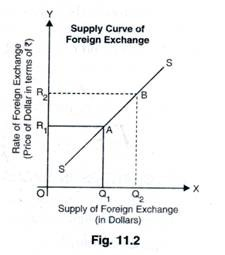 Y
Supply Curve of
Foreign Exchange
Rate of Foreign Exchange
(Price of Dollar in terms of ₹)
S
R2
B
R1
A
S
O
Q1
Q2
X
Supply of Foreign Exchange
(in Dollars)
Fig. 11.2